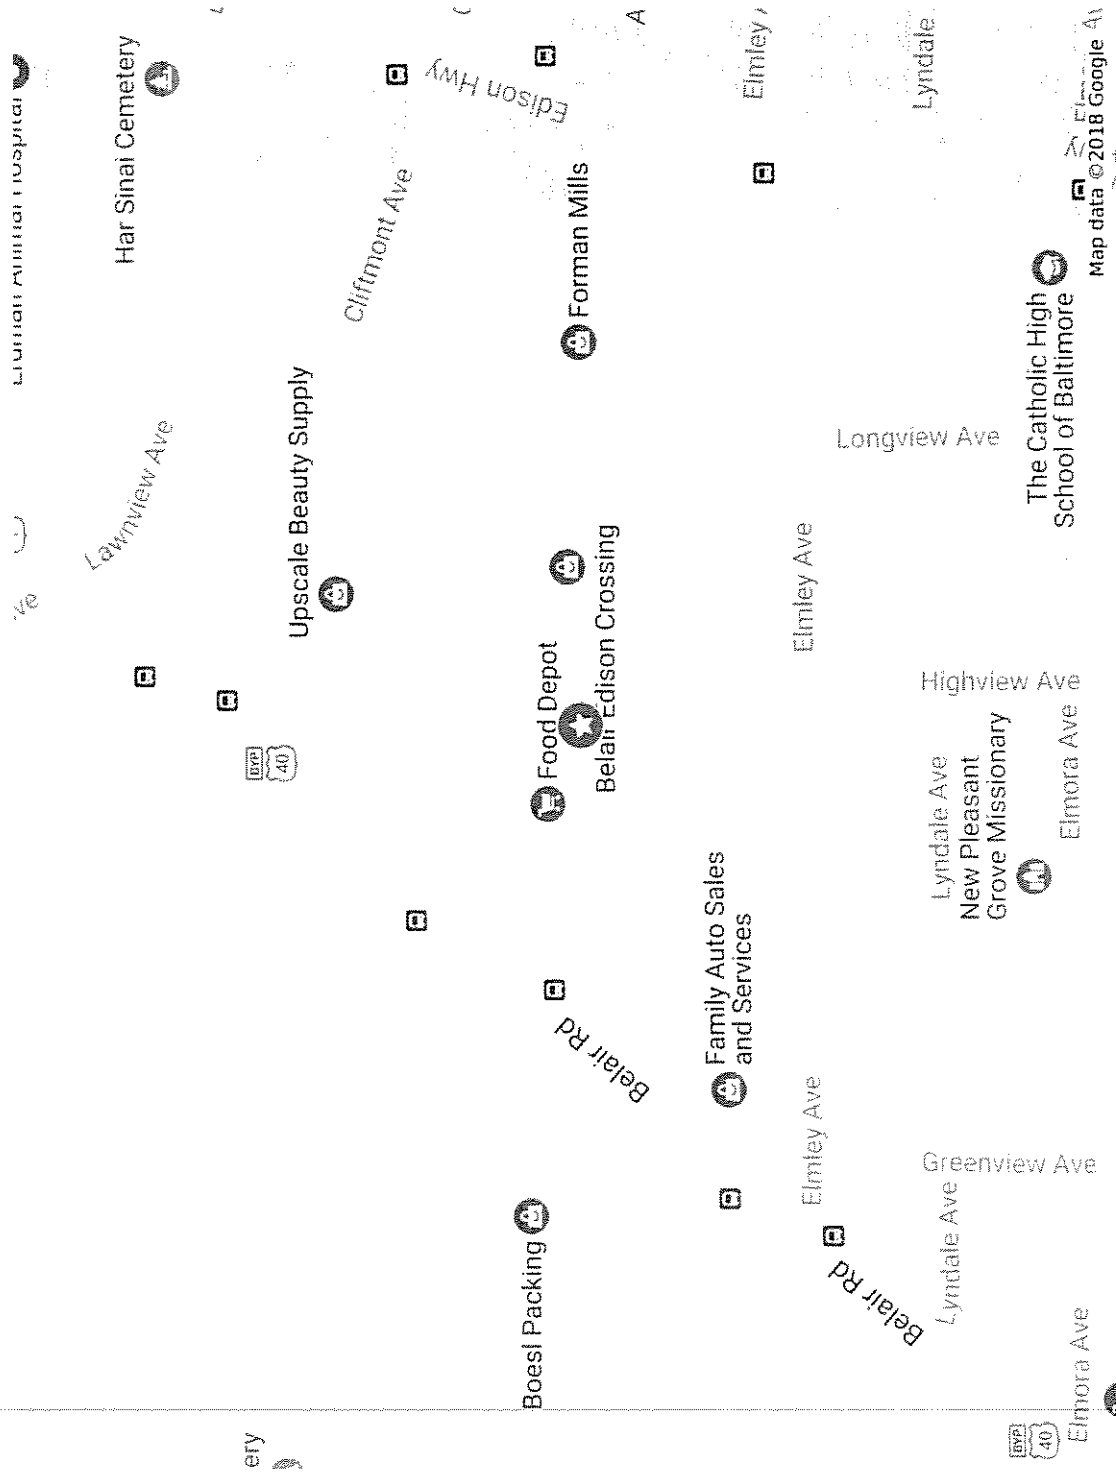 Har Sinai Cemetery
Lawnview Ave
BYP
40
Upscale Beauty Supply
Cliftmont Ave
Edison Hwy
Boesl Packing
Belair Rd
Food Depot
Belair Edison Crossing
Forman Mills
Family Auto Sales
and Services
Elmley Ave
Elmley Ave
Elmley
Belair Rd
Lyndale Ave
Greenview Ave
Lyndale Ave
New Pleasant
Grove Missionary
Highview Ave
Longview Ave
Lyndale
BYP
40
Elmora Ave
Elmora Ave
The Catholic High
School of Baltimore
Map data ©2018 Google